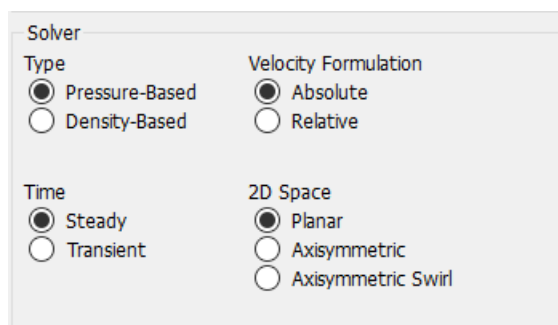 Solver
Type
Pressure-Based
Density-Based
Velocity Formulation
Absolute
Relative
Time
Steady
Transient
2D Space
Planar
Axisymmetric
Axisymmetric Swirl